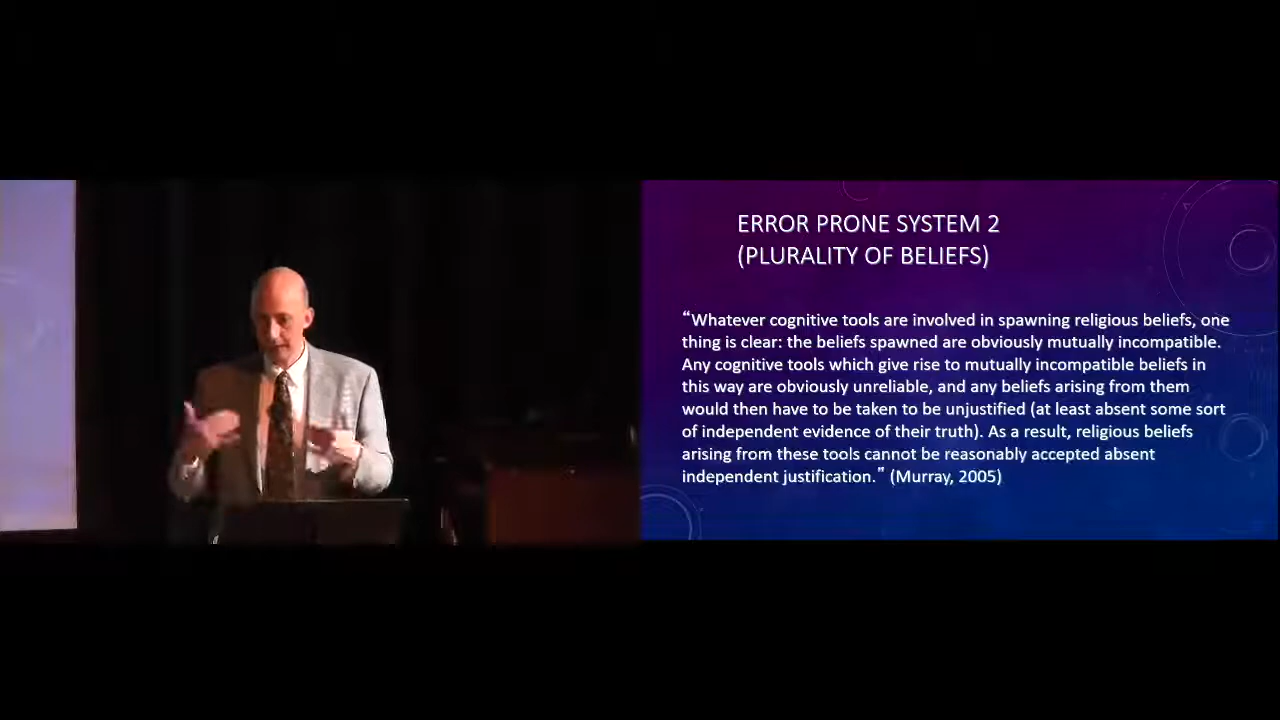 ERROR PRONE SYSTEM 2
(PLURALITY OF BELIEFS)
“Whatever cognitive tools are involved in spawning religious beliefs, one
thing is clear: the beliefs spawned are obviously mutually incompatible.
Any cognitive tools which give rise to mutually incompatible beliefs in
this way are obviously unreliable, and any beliefs arising from them
would then have to be taken to be unjustified (at least absent some sort
of independent evidence of their truth). As a result, religious beliefs
arising from these tools cannot be reasonably accepted absent
independent justification.” (Murray, 2005)